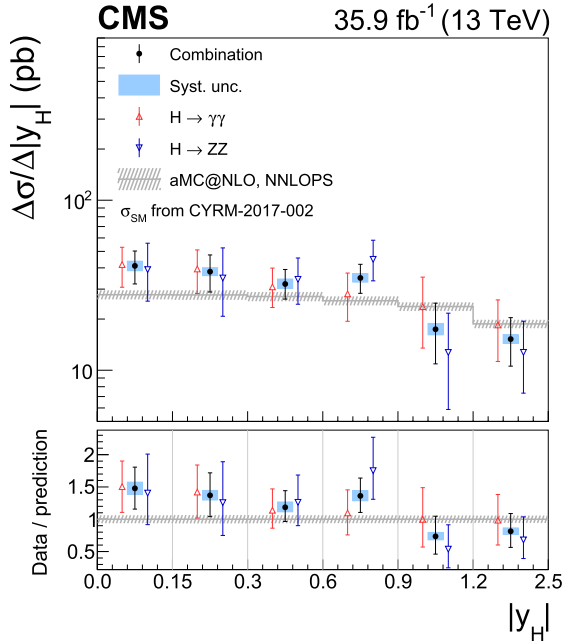 CMS 35.9 fb⁻¹ (13 TeV)
Δσ/Δ|y_H| (pb)
Combination
Syst. unc.
H → γγ
H → ZZ
aMC@NLO, NNLOPS
σ_SM from CYRM-2017-002
10²
10
Data / prediction
2
1.5
1
0.5
0.0 0.15 0.3 0.6 0.9 1.2 2.5
|y_H|